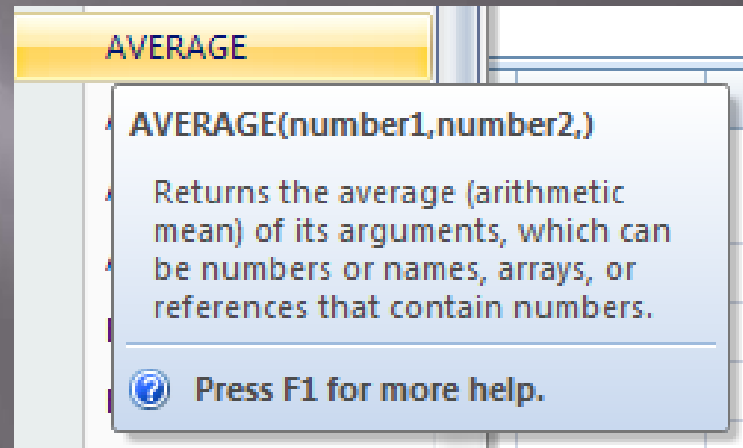 AVERAGE
AVERAGE(number1,number2,)
Returns the average (arithmetic
mean) of its arguments, which can
be numbers or names, arrays, or
references that contain numbers.
Press F1 for more help.